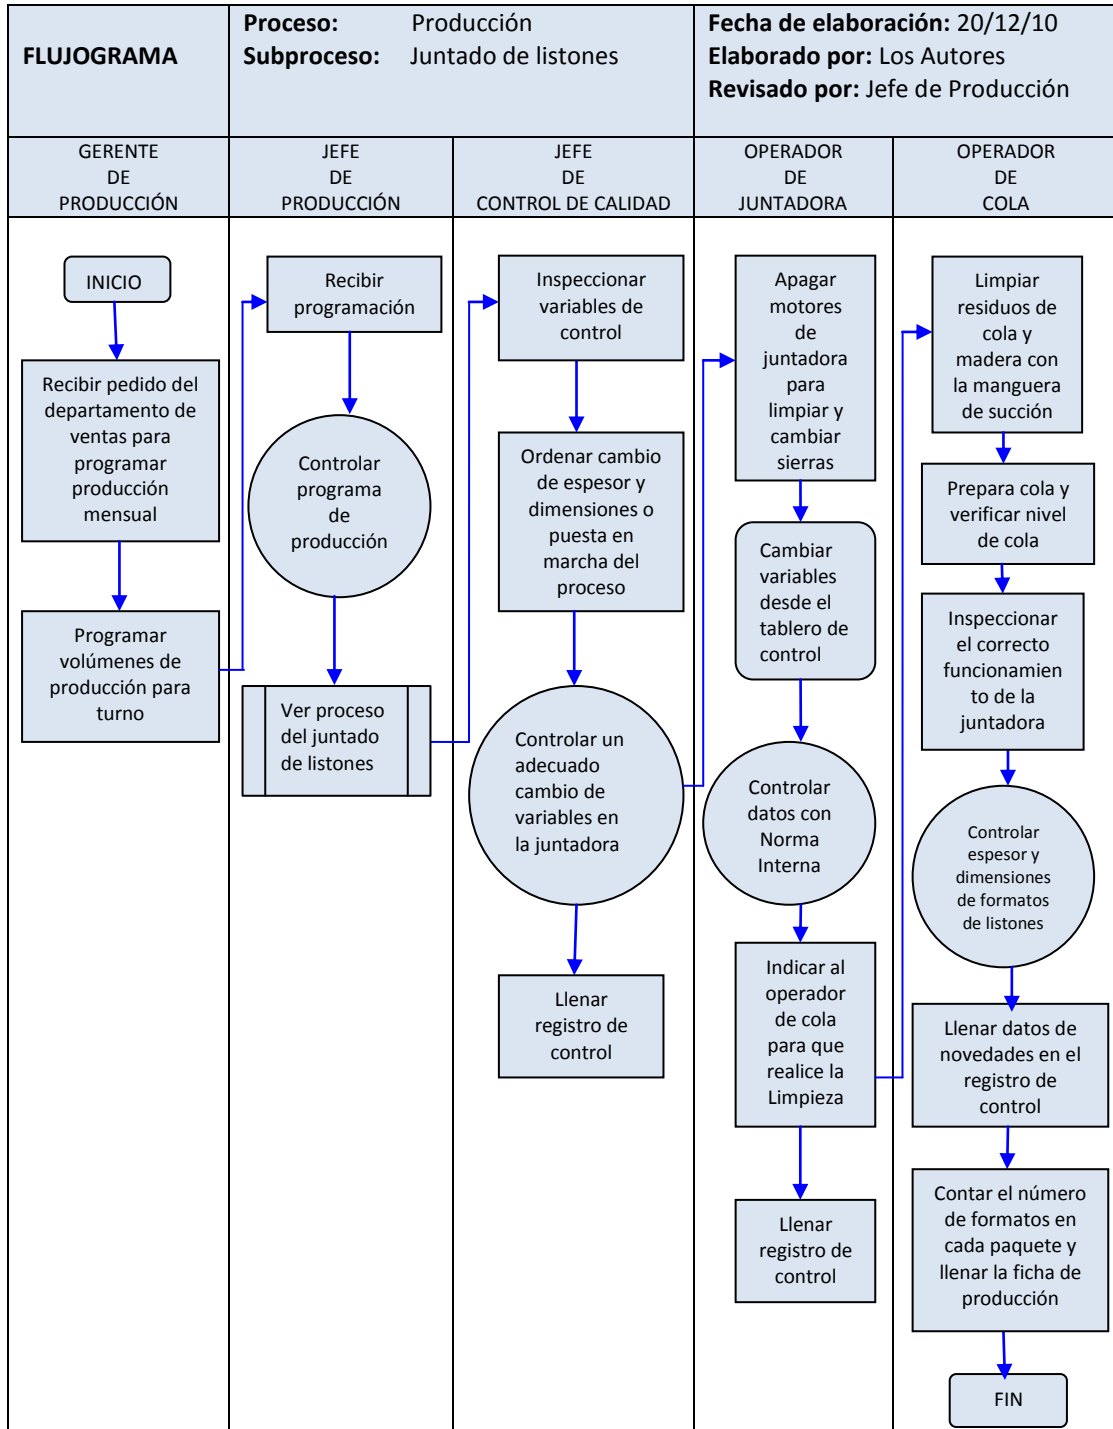 FLUJOGRAMA
Proceso: Producción
Subproceso: Juntado de listones
Fecha de elaboración: 20/12/10
Elaborado por: Los Autores
Revisado por: Jefe de Producción
GERENTE
DE
PRODUCCIÓN
JEFE
DE
PRODUCCIÓN
JEFE
DE
CONTROL DE CALIDAD
OPERADOR
DE
JUNTADORA
OPERADOR
DE
COLA
INICIO
Recibir pedido del
departamento de
ventas para
programar
producción
mensual
Programar
volúmenes de
producción para
turno
Recibir
programación
Controlar
programa
de
producción
Ver proceso
del juntado
de listones
Inspeccionar
variables de
control
Ordenar cambio
de espesor y
dimensiones o
puesta en
marcha del
proceso
Controlar un
adecuado
cambio de
variables en
la juntadora
Llenar
registro de
control
Apagar
motores
de
juntadora
para
limpiar y
cambiar
sierras
Cambiar
variables
desde el
tablero de
control
Controlar
datos con
Norma
Interna
Indicar al
operador
de cola
para que
realice la
Limpieza
Llenar
registro de
control
Limpiar
residuos de
cola y
madera con
la manguera
de succión
Prepara cola y
verificar nivel
de cola
Inspeccionar
el correcto
funcionamien
to de la
juntadora
Controlar
espesor y
dimensiones
de formatos
de listones
Llenar datos de
novedades en el
registro de
control
Contar el número
de formatos en
cada paquete y
llenar la ficha de
producción
FIN